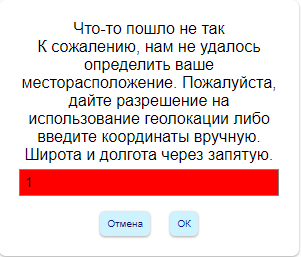 Что-то пошло не так
К сожалению, нам не удалось
определить ваше
месторасположение. Пожалуйста,
дайте разрешение на
использование геолокации либо
введите координаты вручную.
Широта и долгота через запятую.
1
Отмена ОК